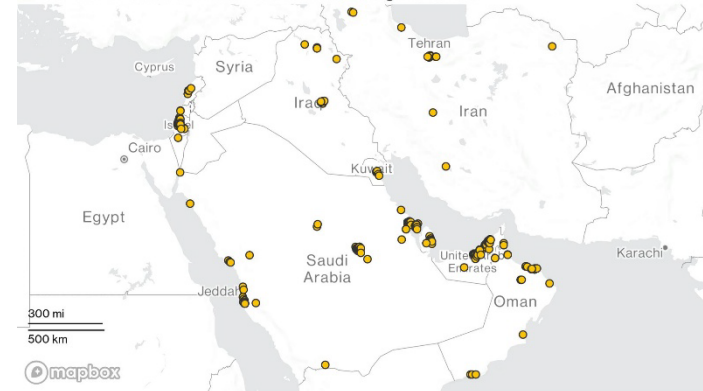 Tehran
Cyprus
Syria
Afghanistan
Iraq
Iran
Israel
Cairo
Kuwait
Egypt
Karachi
United Arab
Emirates
Saudi
Arabia
Jeddah
Oman
300 mi
500 km
mapbox